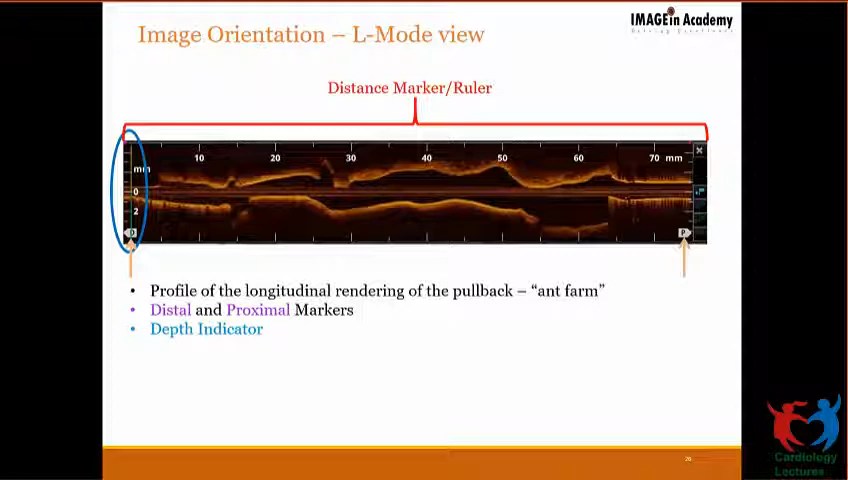 Image Orientation – L-Mode view
IMAGEin Academy
Develop Excellence
Distance Marker/Ruler
10 20 30 40 50 60 70 mm
mm
0
2
D
P
• Profile of the longitudinal rendering of the pullback – “ant farm”
• Distal and Proximal Markers
• Depth Indicator
Cardiology
Lectures